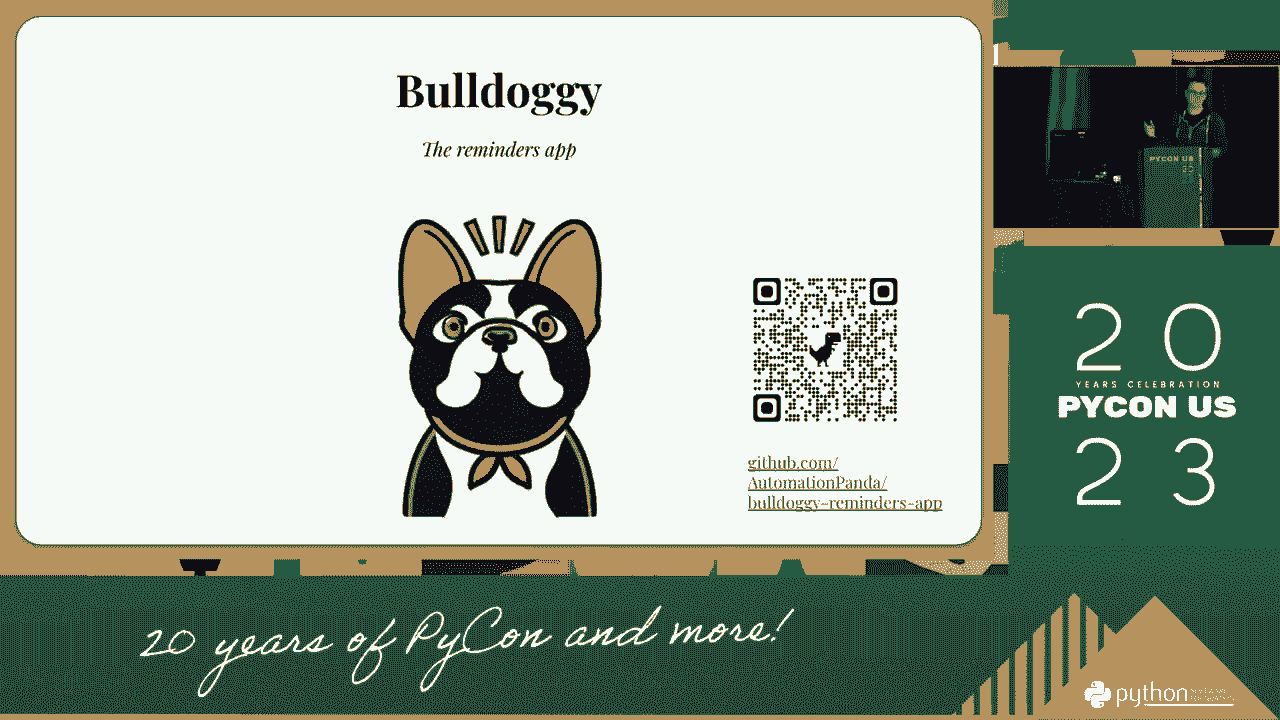 Bulldoggy
The reminders app
github.com/
AutomationPanda/
bulldoggy-reminders-app
PYCON US
20
YEARS CELEBRATION
PYCON US
23
20 years of PyCon and more!
python